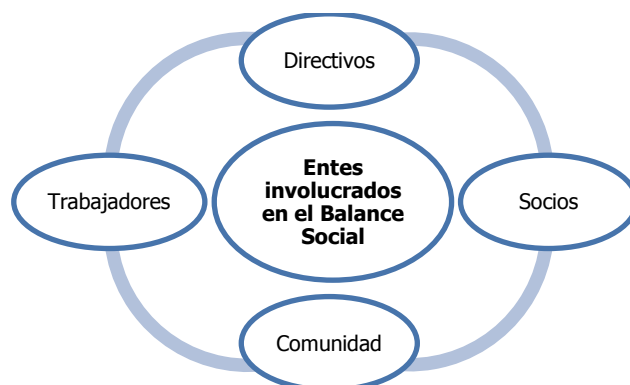 Directivos
Entes
involucrados
en el Balance
Social
Trabajadores
Socios
Comunidad